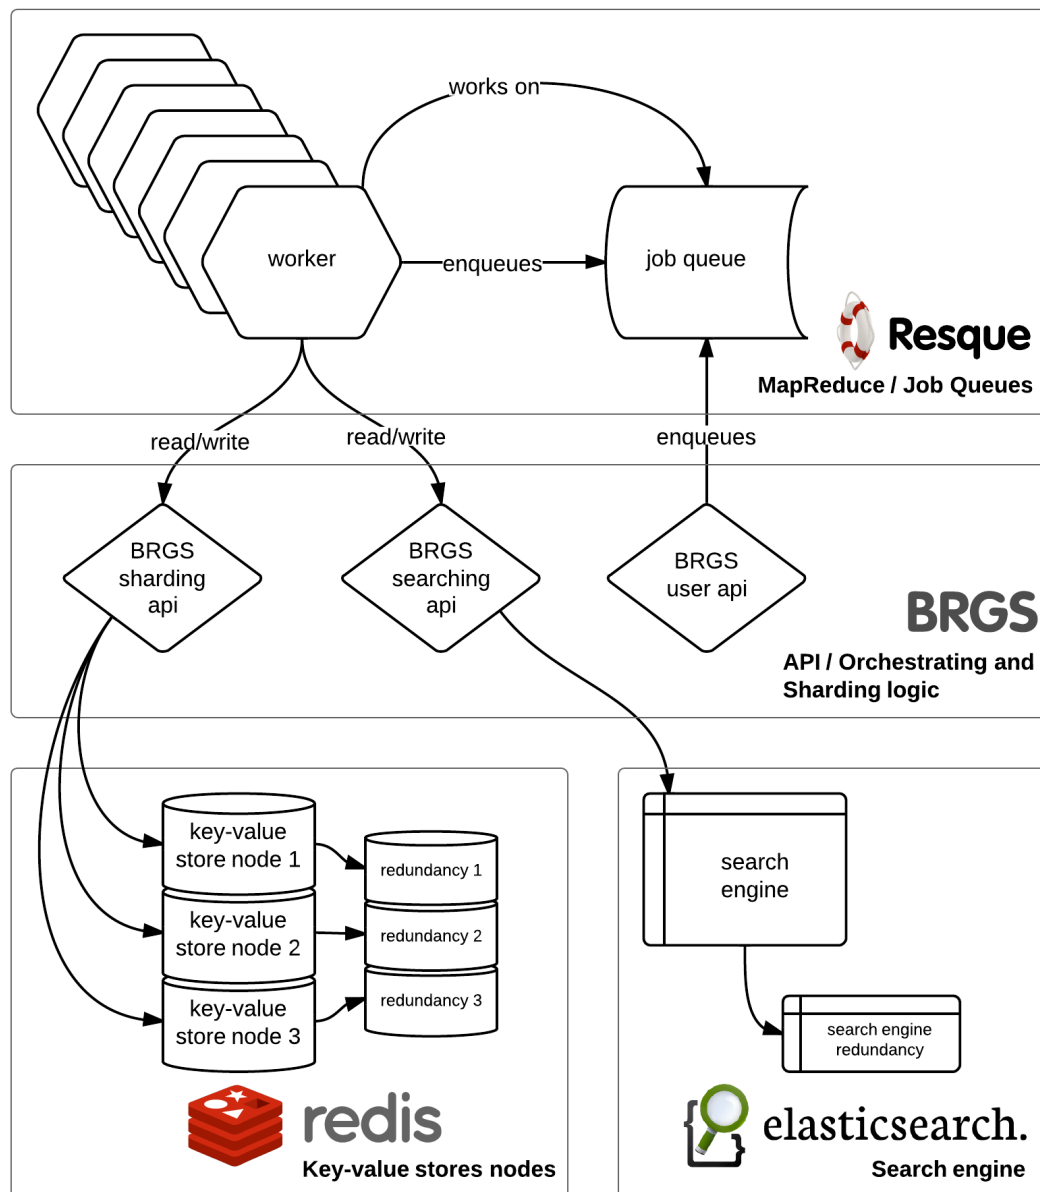 works on
worker
enqueues
job queue
Resque
MapReduce / Job Queues
read/write
read/write
enqueues
BRGS
sharding
api
BRGS
searching
api
BRGS
user api
BRGS
API / Orchestrating and
Sharding logic
key-value
store node 1
key-value
store node 2
key-value
store node 3
redundancy 1
redundancy 2
redundancy 3
redis
Key-value stores nodes
search
engine
search engine
redundancy
elasticsearch.
Search engine